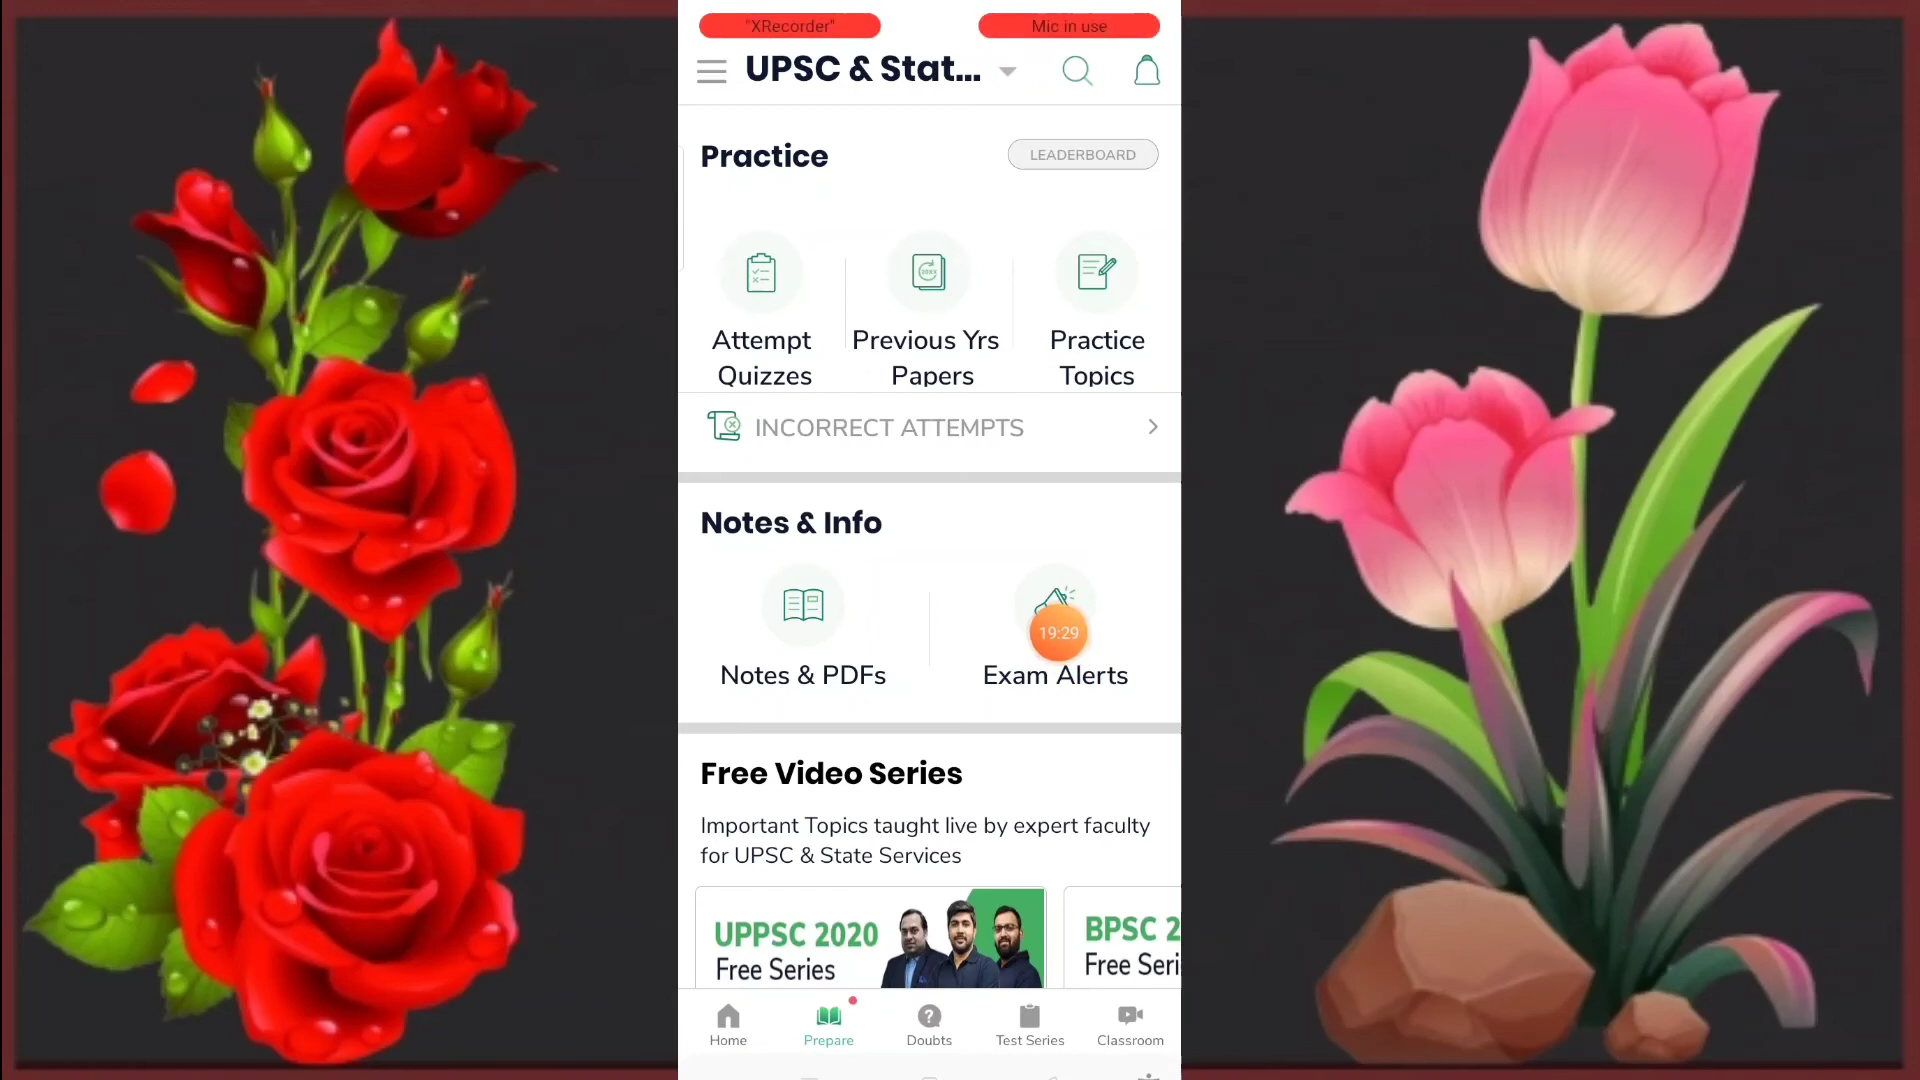 "XRecorder"
Mic in use
UPSC & Stat...
Practice
LEADERBOARD
20XX
Attempt
Quizzes
Previous Yrs
Papers
Practice
Topics
INCORRECT ATTEMPTS
Notes & Info
19:29
Notes & PDFs
Exam Alerts
Free Video Series
Important Topics taught live by expert faculty
for UPSC & State Services
UPPSC 2020
Free Series
BPSC 2
Free Seri
Home
Prepare
Doubts
Test Series
Classroom